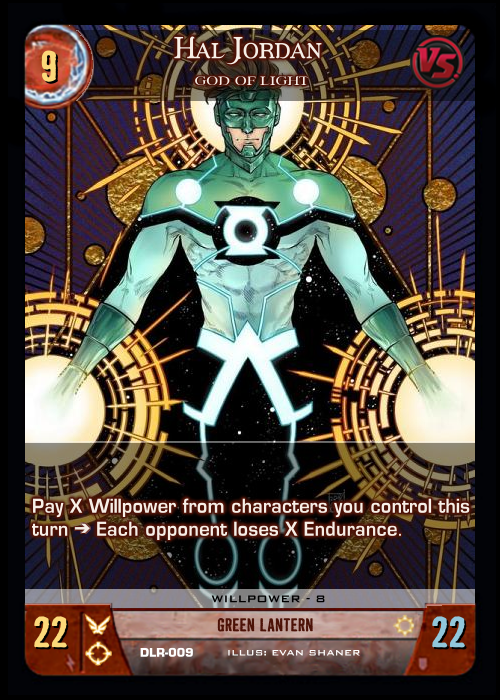 9
HAL JORDAN
VS
GOD OF LIGHT
Pay X Willpower from characters you control this
turn ➔ Each opponent loses X Endurance.
WILLPOWER - 8
22
GREEN LANTERN
22
DLR-009
ILLUS: EVAN SHANER